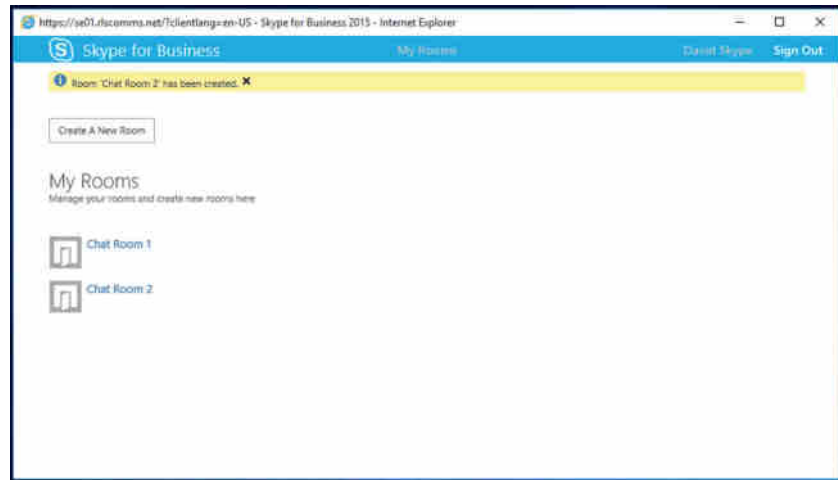 https://se01.rlscomms.net/?clientlang=en-US - Skype for Business 2015 - Internet Explorer
Skype for Business My Rooms David Skype Sign Out
Room 'Chat Room 2' has been created. ×
Create A New Room
My Rooms
Manage your rooms and create new rooms here
Chat Room 1
Chat Room 2